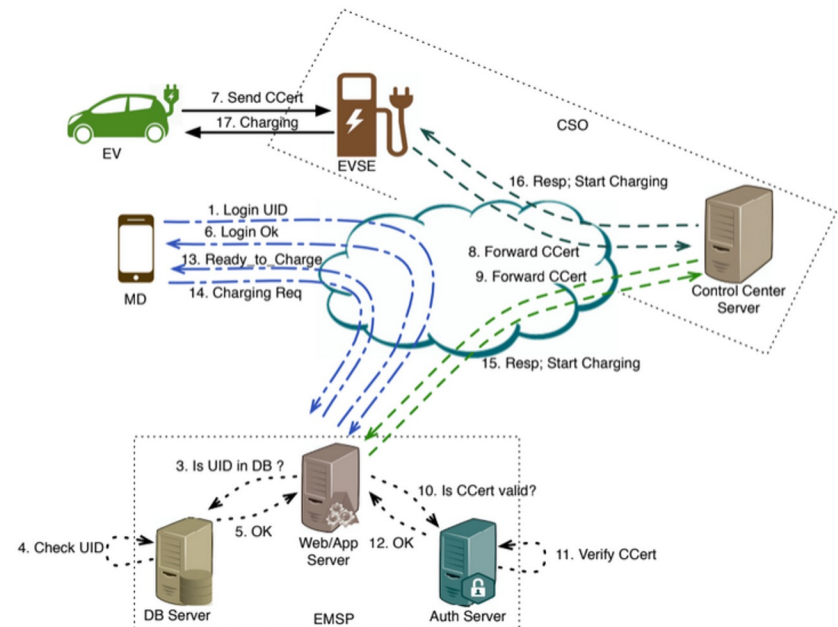 7. Send CCert
17. Charging
EV
EVSE
CSO
16. Resp; Start Charging
1. Login UID
6. Login Ok
13. Ready_to_Charge
14. Charging Req
MD
8. Forward CCert
9. Forward CCert
Control Center
Server
15. Resp; Start Charging
3. Is UID in DB ?
10. Is CCert valid?
5. OK
Web/App
Server
12. OK
4. Check UID
11. Verify CCert
DB Server
EMSP
Auth Server